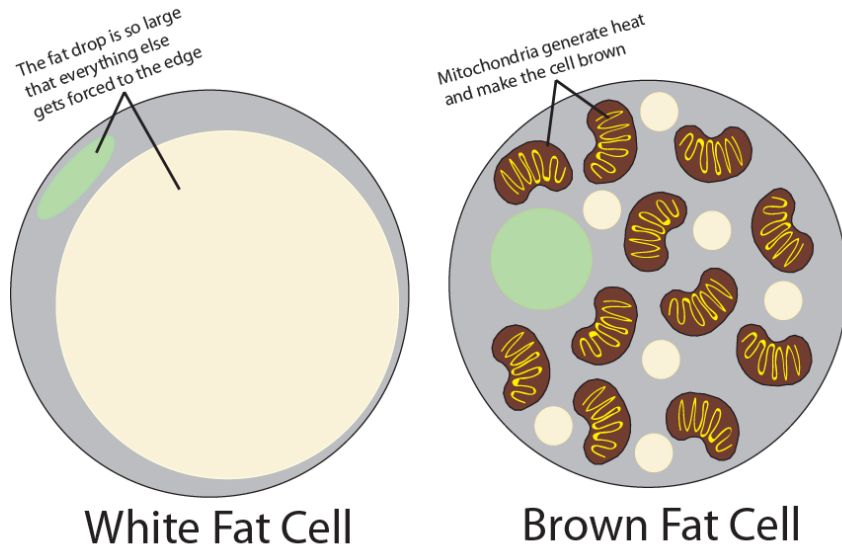 The fat drop is so large
that everything else
gets forced to the edge
Mitochondria generate heat
and make the cell brown
White Fat Cell
Brown Fat Cell